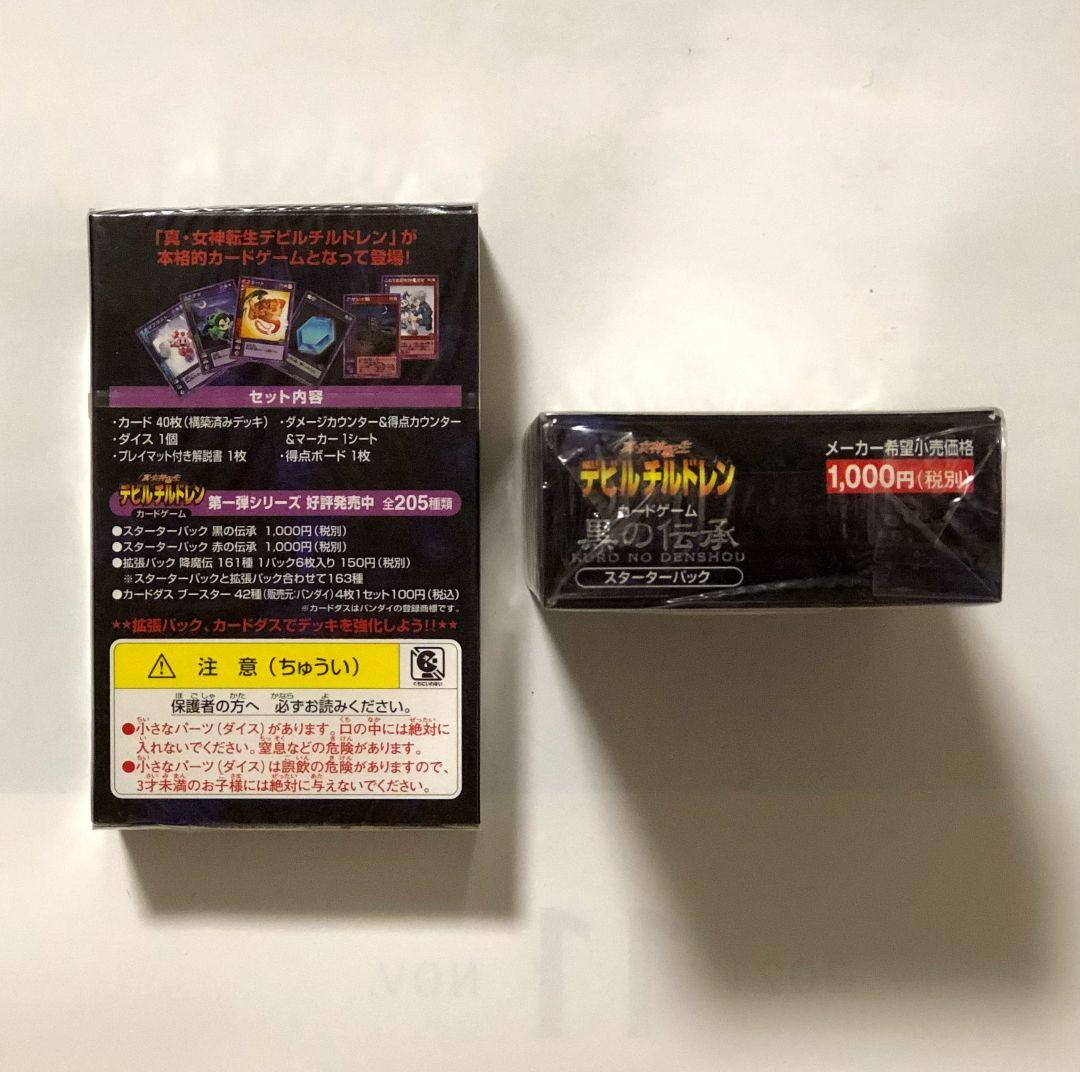 「真・女神転生デビルチルドレン」が
本格的カードゲームとなって登場!
セット内容
・カード 40枚(構築済みデッキ)
・ダイス 1個
・プレイマット付き解説書 1枚
・ダメージカウンター&得点カウンター
&マーカー 1シート
・得点ボード 1枚
真・女神転生
デビルチルドレン
カードゲーム
第一弾シリーズ 好評発売中 全205種類
●スターターパック 黒の伝承 1,000円(税別)
●スターターパック 赤の伝承 1,000円(税別)
●拡張パック 降魔伝 161種 1パック6枚入り 150円(税別)
※スターターパックと拡張パック合わせて163種
●カードダス ブースター 42種(販売元:バンダイ)4枚1セット100円(税込)
※カードダスはバンダイの登録商標です。
★★拡張パック、カードダスでデッキを強化しよう!!★★
⚠ 注 意(ちゅうい)
くちにいれない
保護者の方へ 必ずお読みください。
●小さなパーツ(ダイス)があります。口の中には絶対に
入れないでください。窒息などの危険があります。
●小さなパーツ(ダイス)は誤飲の危険がありますので、
3才未満のお子様には絶対に与えないでください。
真・女神転生
デビルチルドレン
カードゲーム
黒の伝承
KURO NO DENSHOU
スターターパック
メーカー希望小売価格
1,000円(税別)
11
NOV.